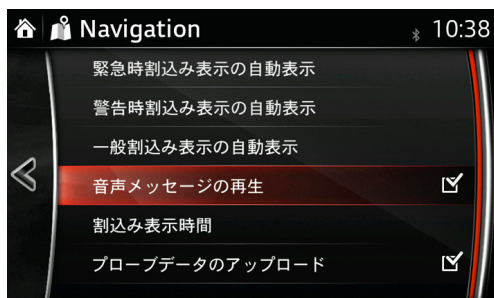 Navigation
10:38
緊急時割込み表示の自動表示
警告時割込み表示の自動表示
一般割込み表示の自動表示
音声メッセージの再生
割込み表示時間
プローブデータのアップロード